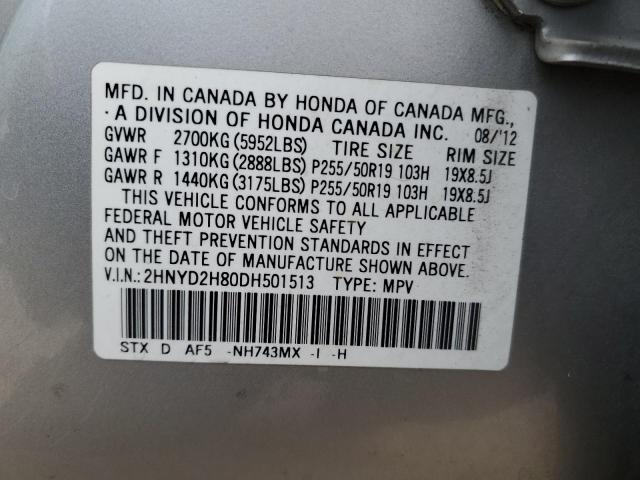 MFD. IN CANADA BY HONDA OF CANADA MFG.,
· A DIVISION OF HONDA CANADA INC. 08/'12
GVWR 2700KG (5952LBS) TIRE SIZE RIM SIZE
GAWR F 1310KG (2888LBS) P255/50R19 103H 19X8.5J
GAWR R 1440KG (3175LBS) P255/50R19 103H 19X8.5J
THIS VEHICLE CONFORMS TO ALL APPLICABLE
FEDERAL MOTOR VEHICLE SAFETY
AND THEFT PREVENTION STANDARDS IN EFFECT
ON THE DATE OF MANUFACTURE SHOWN ABOVE.
V.I.N.: 2HNYD2H80DH501513 TYPE: MPV
STX D AF5 -NH743MX -I -H